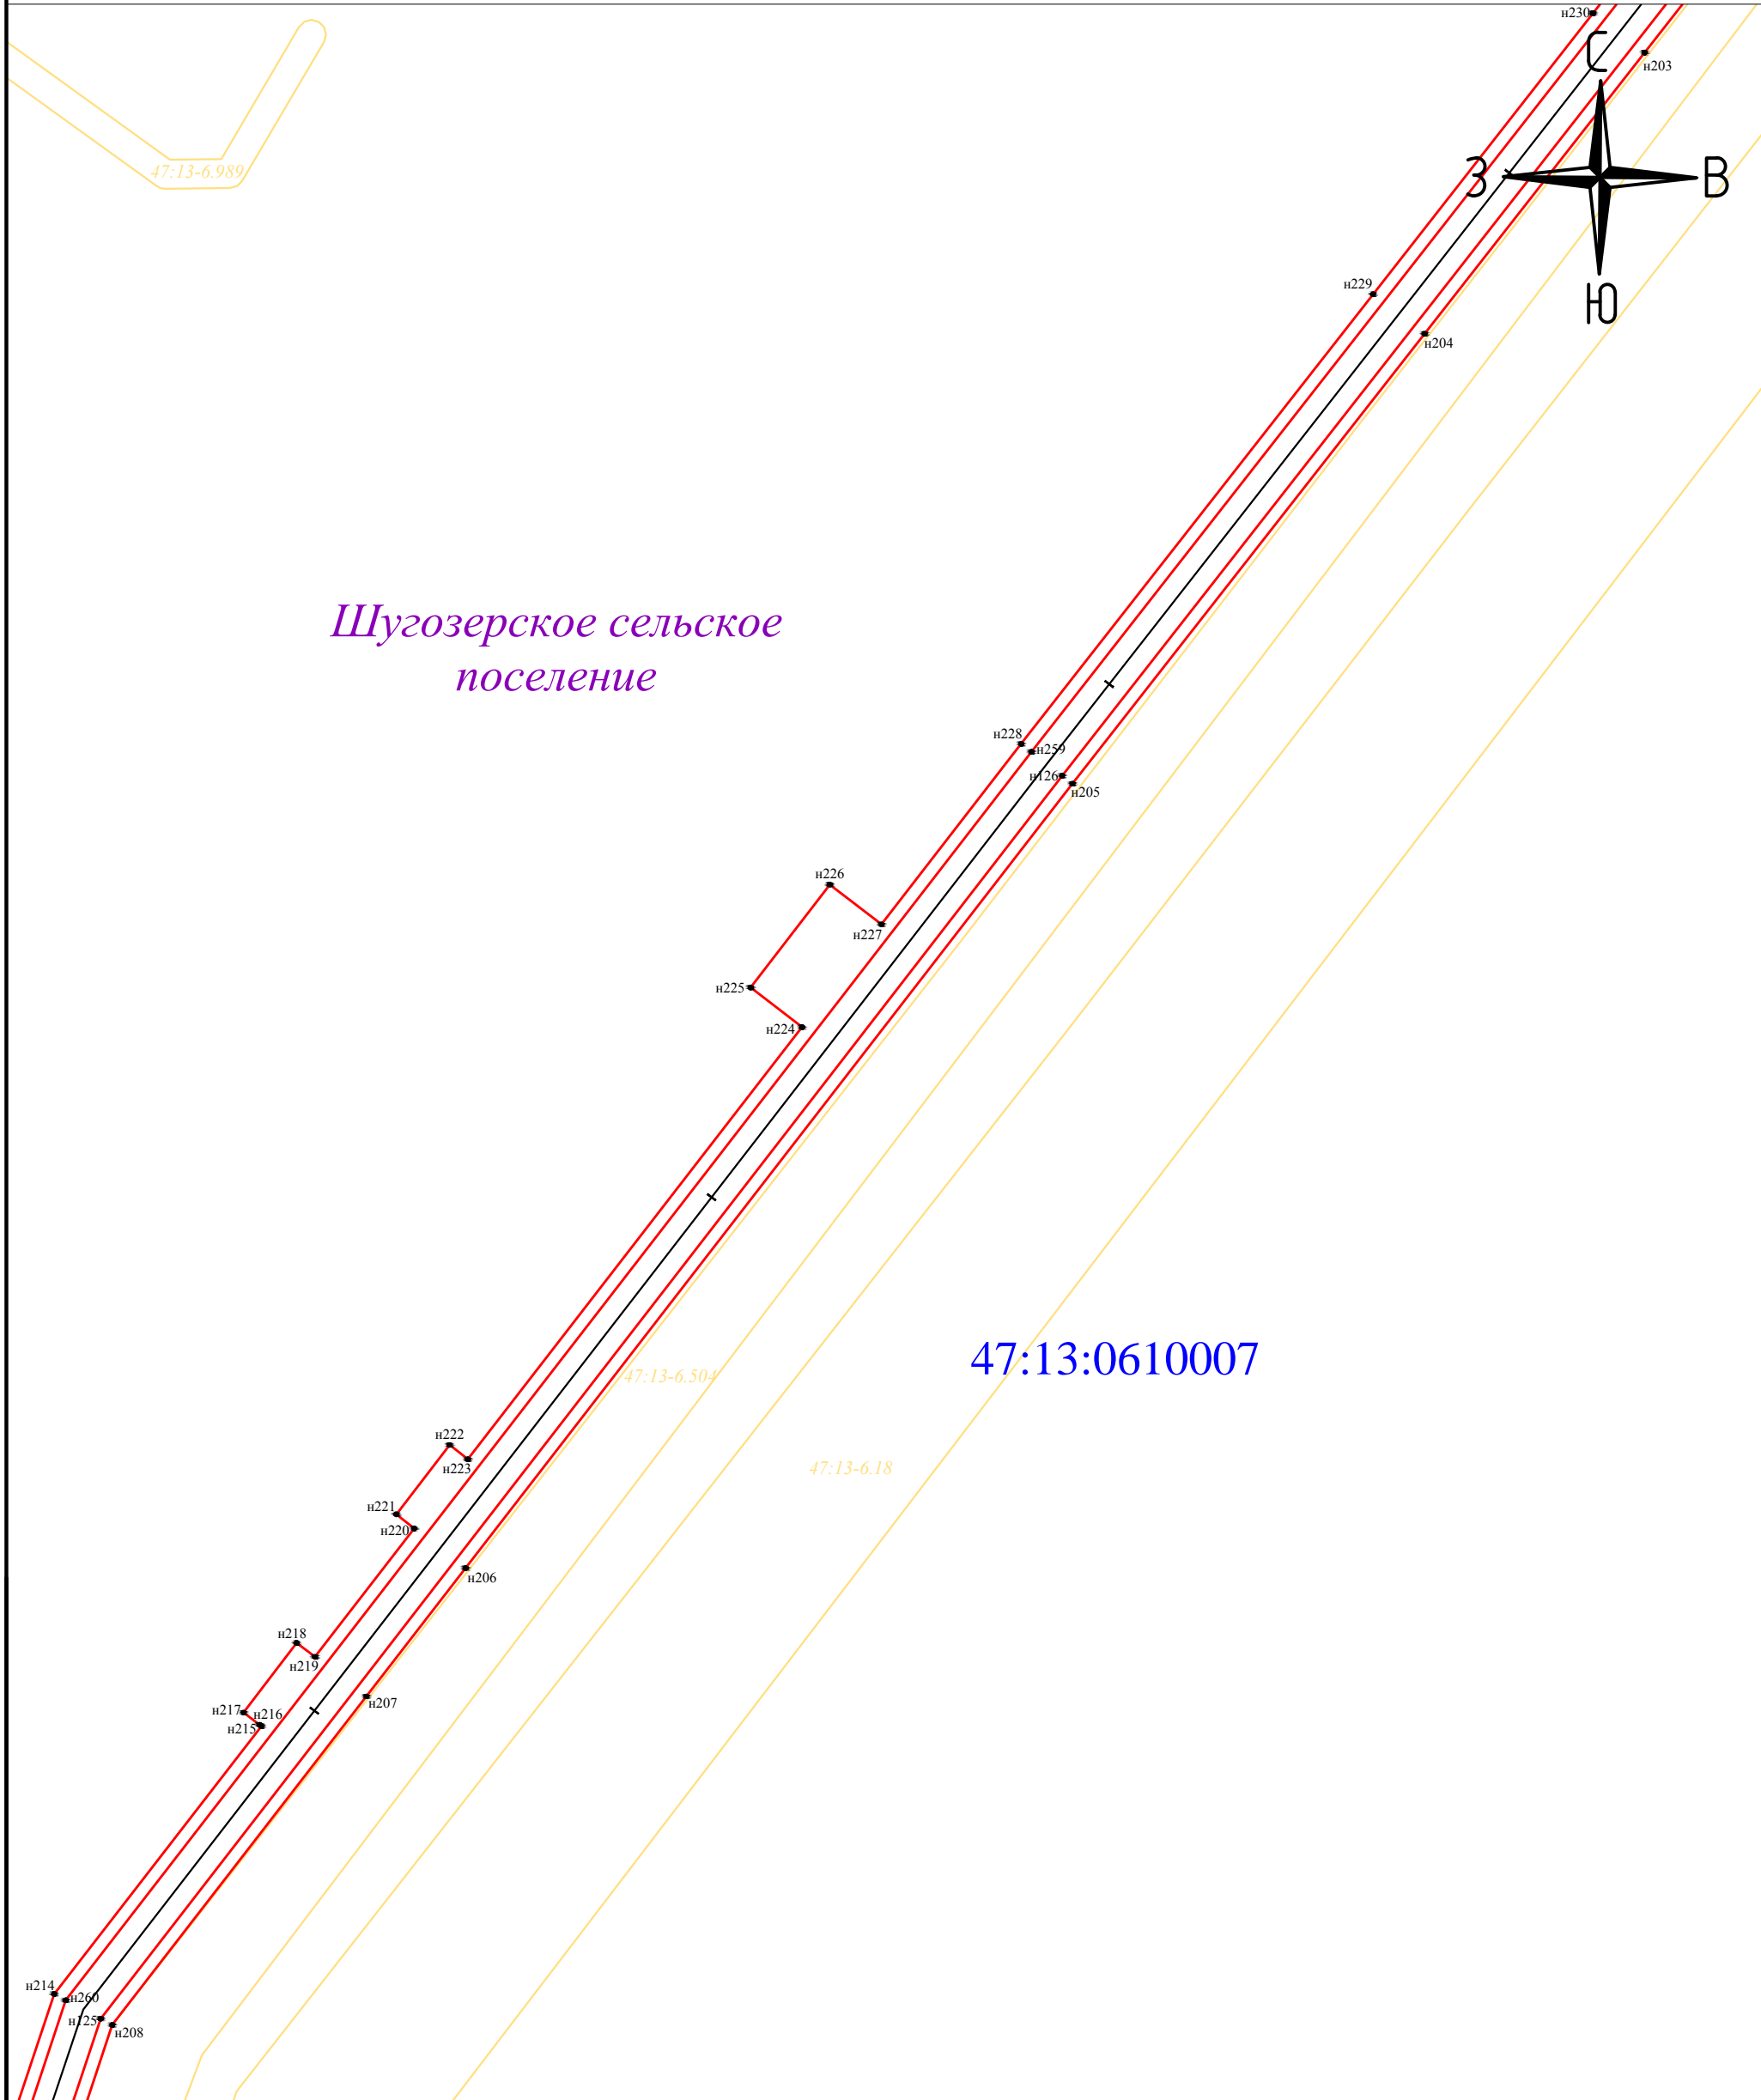 н230
С
н203
47:13-6.989
З
В
н229
Ю
н204
Шугозерское сельское
поселение
н228
н259
н126
н205
н226
н227
н225
н224
47:13:0610007
47:13-6.504
н222
47:13-6.18
н223
н221
н220
н206
н218
н219
н217
н216
н207
н215
н214
н260
н125
н208